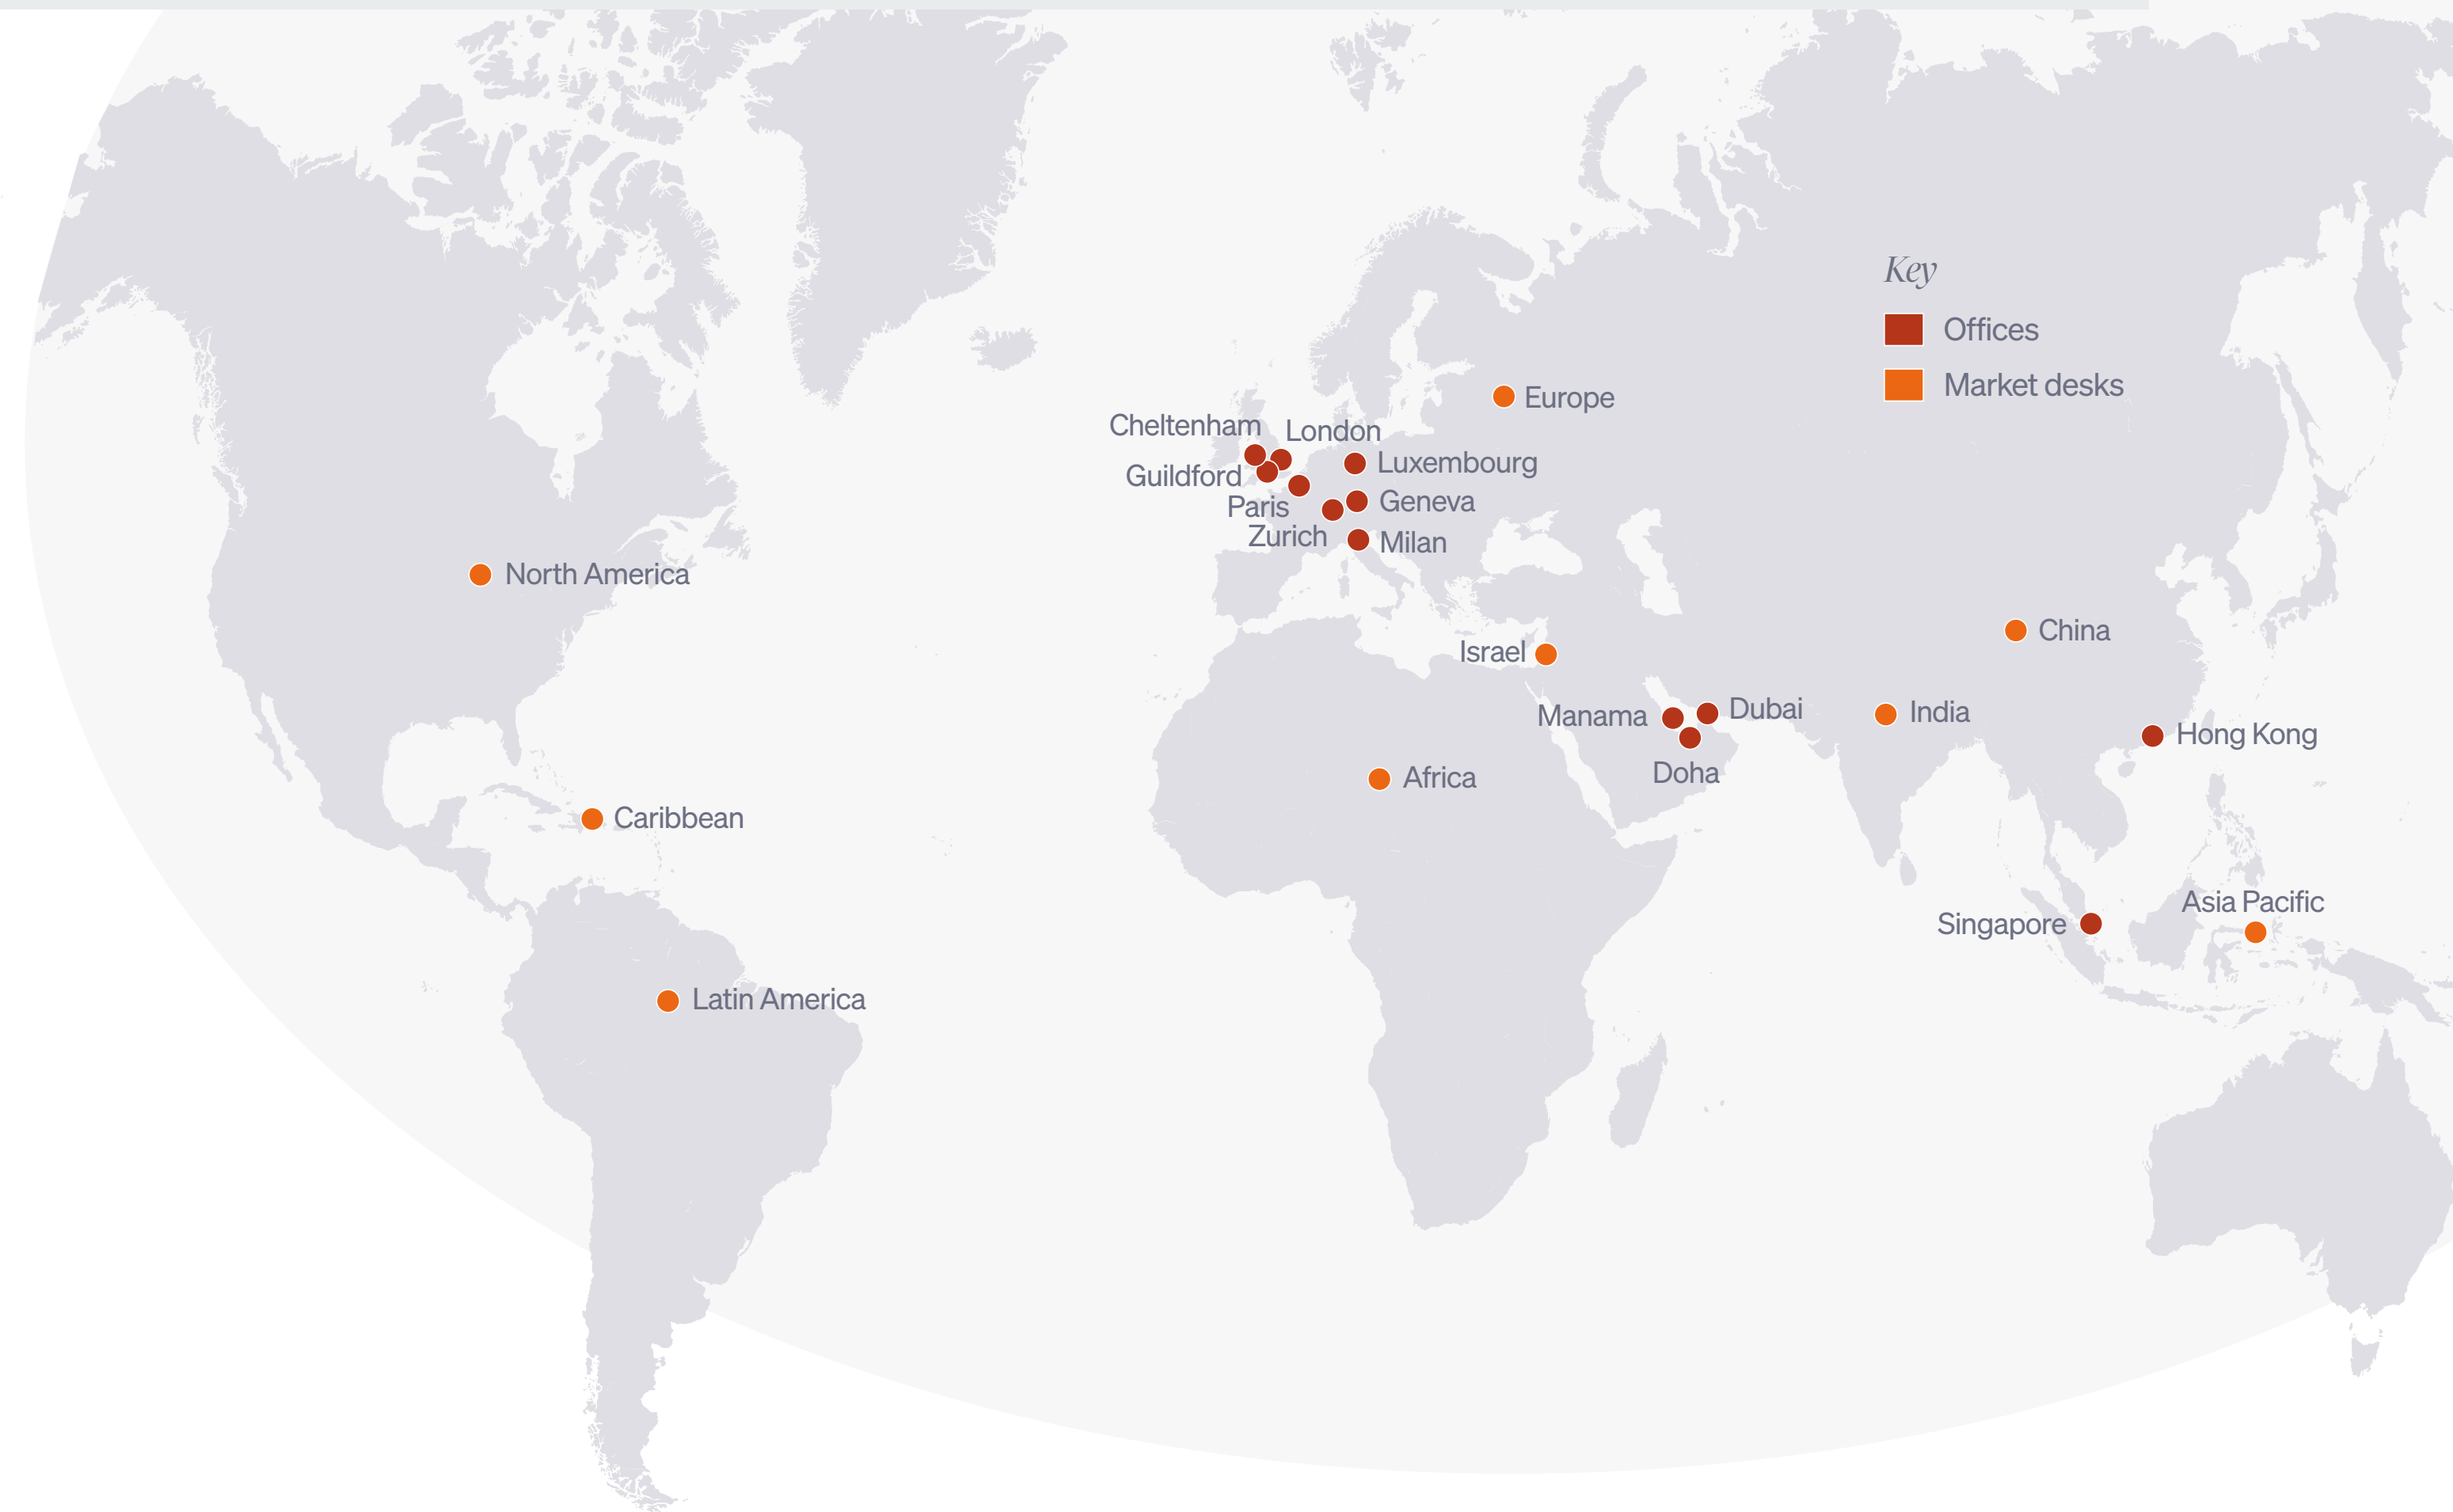 Key
Offices
Market desks
Europe
Cheltenham
London
Luxembourg
Guildford
Geneva
Paris
Zurich
Milan
North America
China
Israel
Dubai
India
Manama
Hong Kong
Doha
Africa
Caribbean
Asia Pacific
Singapore
Latin America